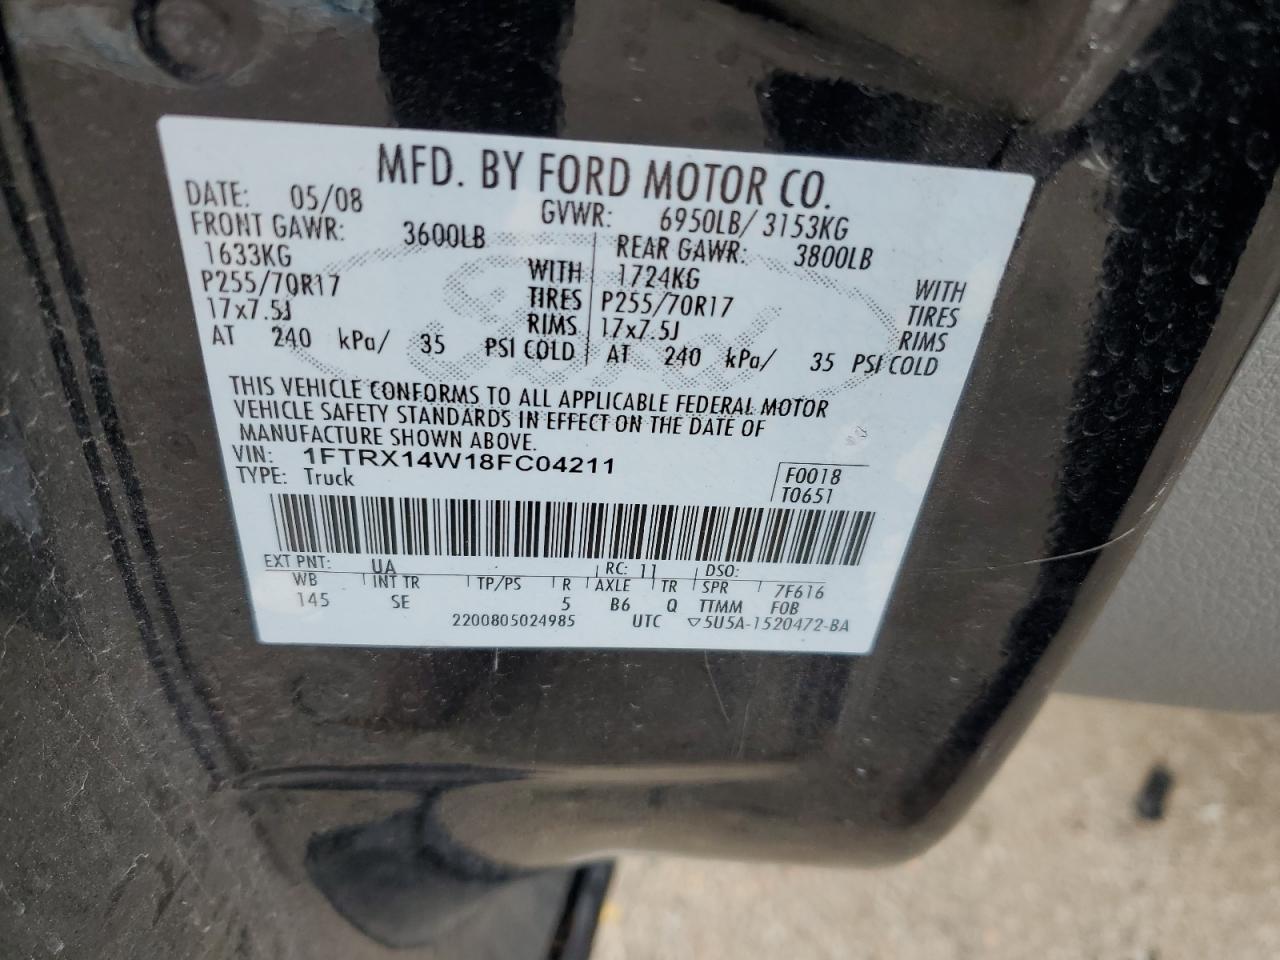 MFD. BY FORD MOTOR CO.
DATE: 05/08 GVWR: 6950LB/ 3153KG
FRONT GAWR: 3600LB REAR GAWR: 3800LB
1633KG WITH 1724KG WITH
P255/70R17 TIRES P255/70R17 TIRES
17x7.5J RIMS 17x7.5J RIMS
AT 240 kPa/ 35 PSI COLD AT 240 kPa/ 35 PSI COLD
THIS VEHICLE CONFORMS TO ALL APPLICABLE FEDERAL MOTOR
VEHICLE SAFETY STANDARDS IN EFFECT ON THE DATE OF
MANUFACTURE SHOWN ABOVE.
VIN: 1FTRX14W18FC04211
TYPE: Truck F0018
T0651
EXT PNT: UA RC: 11 DSO:
WB INT TR TP/PS R AXLE TR SPR 7F616
145 SE 5 B6 Q TTMM FOB
2200805024985 UTC ▽5U5A-1520472-BA